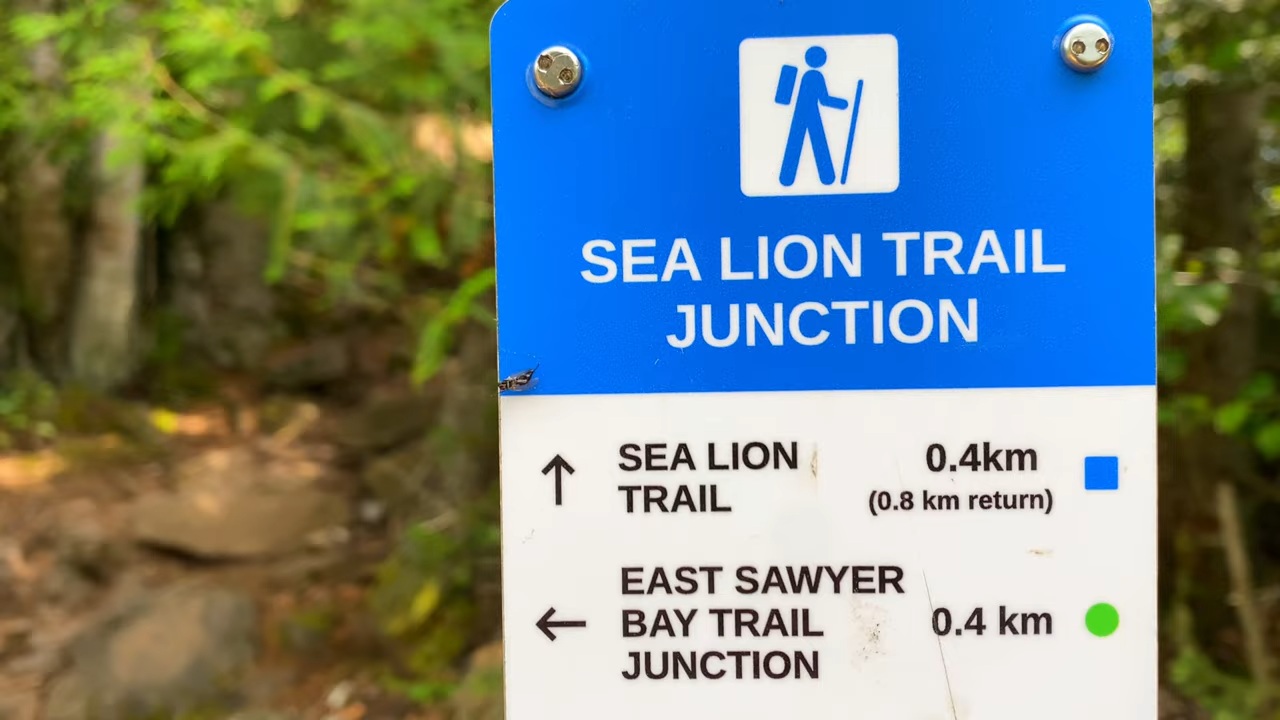 SEA LION TRAIL
JUNCTION
SEA LION
TRAIL
0.4km
(0.8 km return)
EAST SAWYER
BAY TRAIL
JUNCTION
0.4 km